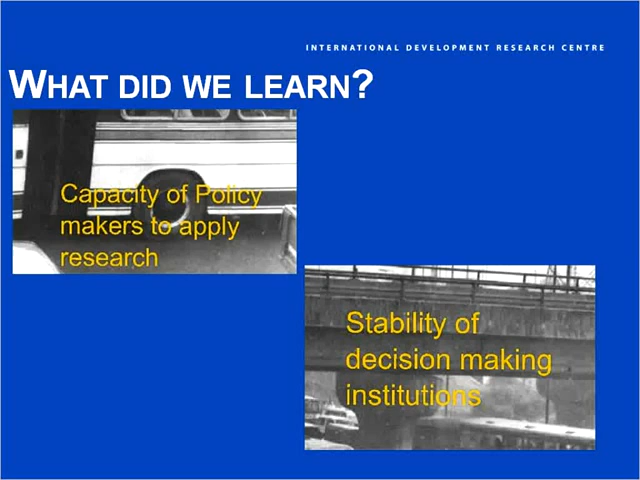 INTERNATIONAL DEVELOPMENT RESEARCH CENTRE
WHAT DID WE LEARN?
Capacity of Policy
makers to apply
research
Stability of
decision making
institutions